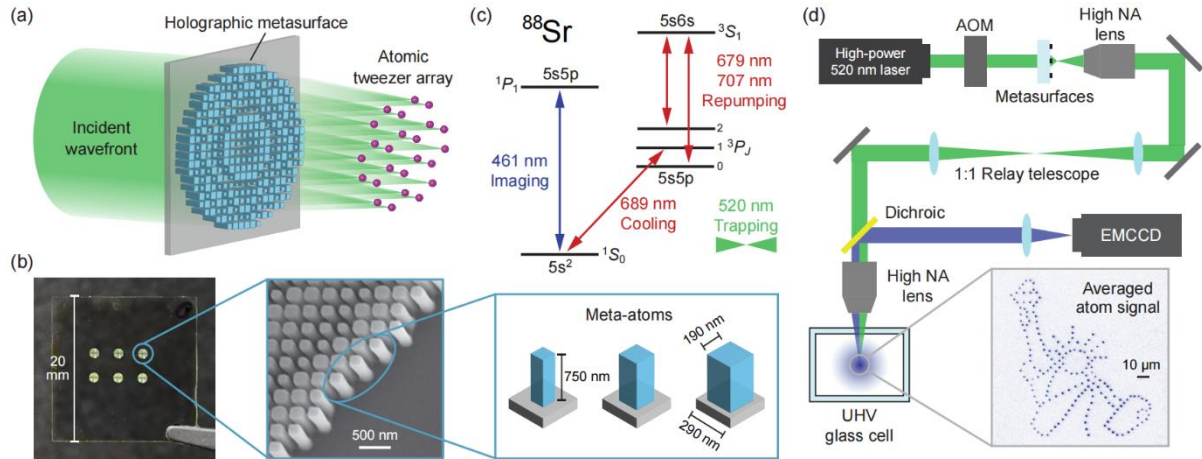 (a)
Holographic metasurface
Incident
wavefront
Atomic
tweezer array
(b)
20
mm
500 nm
Meta-atoms
750 nm
190 nm
290 nm
(c)
⁸⁸Sr
5s6s
³S₁
5s5p
¹P₁
679 nm
707 nm
Repumping
2
1
³P_J
0
5s5p
461 nm
Imaging
689 nm
Cooling
520 nm
Trapping
¹S₀
5s²
(d)
High-power
520 nm laser
AOM
High NA
lens
Metasurfaces
1:1 Relay telescope
Dichroic
EMCCD
High NA
lens
Averaged
atom signal
10 µm
UHV
glass cell